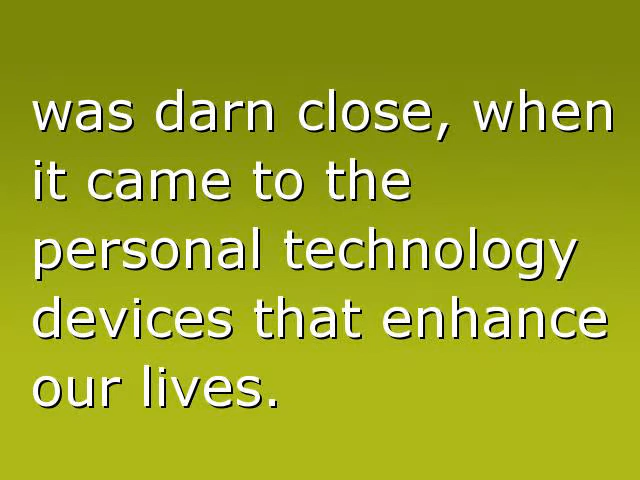 was darn close, when
it came to the
personal technology
devices that enhance
our lives.